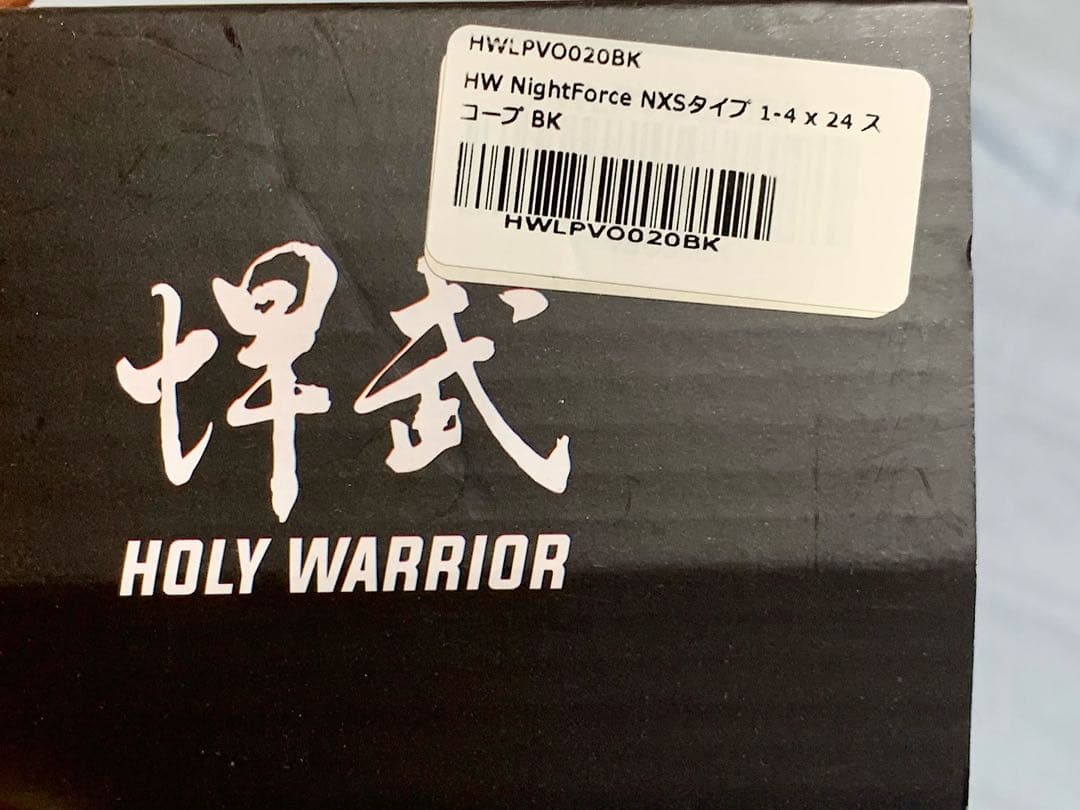 HWLPVO020BK
HW NightForce NXSタイプ 1-4 x 24 ス
コープ BK
HWLPVO020BK
悍武
HOLY WARRIOR